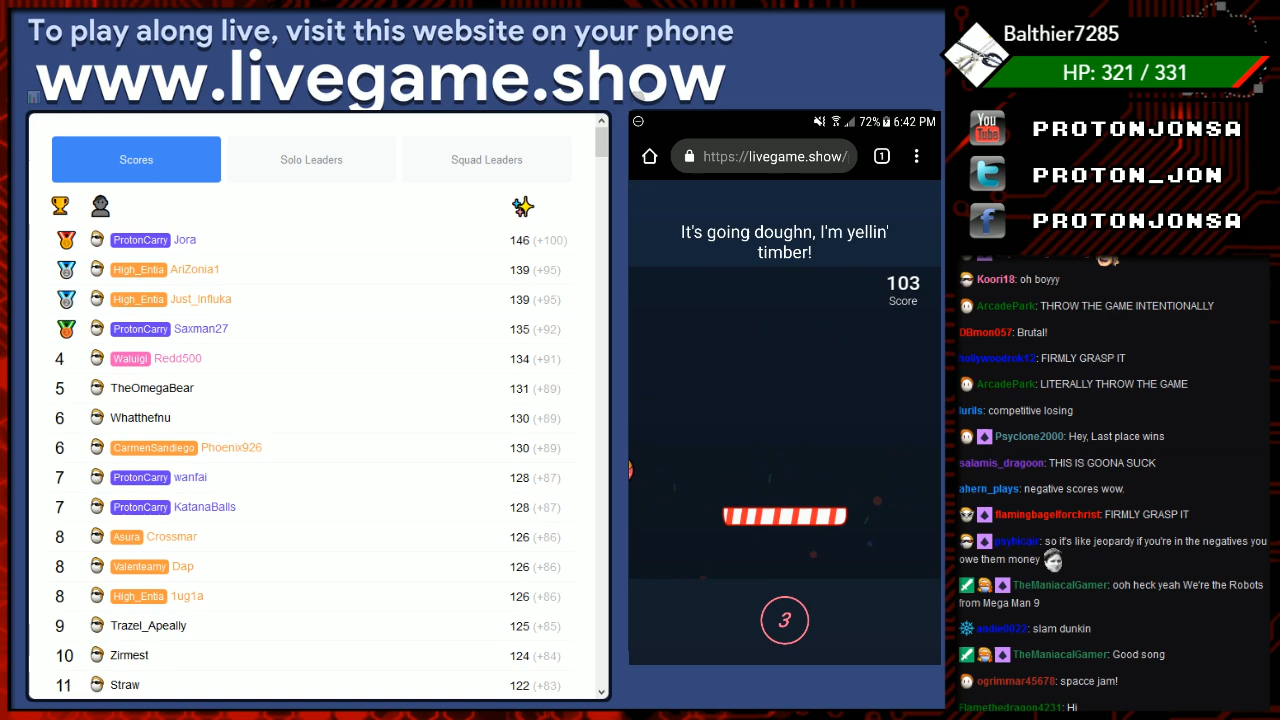 To play along live, visit this website on your phone
www.livegame.show
Scores
Solo Leaders
Squad Leaders
ProtonCarry Jora 146 (+100)
High_Entia AriZonia1 139 (+95)
High_Entia Just_Influka 139 (+95)
ProtonCarry Saxman27 135 (+92)
4 Waluigi Redd500 134 (+91)
5 TheOmegaBear 131 (+89)
6 Whatthefnu 130 (+89)
6 CarmenSandiego Phoenix926 130 (+89)
7 ProtonCarry wanfai 128 (+87)
7 ProtonCarry KatanaBalls 128 (+87)
8 Asura Crossmar 126 (+86)
8 Valenteamy Dap 126 (+86)
8 High_Entia 1ug1a 126 (+86)
9 Trazel_Apeally 125 (+85)
10 Zirmest 124 (+84)
11 Straw 122 (+83)
72% 6:42 PM
https://livegame.show/
1
It's going doughn, I'm yellin'
timber!
103
Score
3
Balthier7285
HP: 321 / 331
You
Tube
PROTONJONSA
PROTON_JON
PROTONJONSA
Koori18: oh boyyy
ArcadePark: THROW THE GAME INTENTIONALLY
DBmon057: Brutal!
hollywoodrok12: FIRMLY GRASP IT
ArcadePark: LITERALLY THROW THE GAME
lurils: competitive losing
Psyclone2000: Hey, Last place wins
salamis_dragoon: THIS IS GOONA SUCK
ahern_plays: negative scores wow.
flamingbagelforchrist: FIRMLY GRASP IT
psyhicair: so it's like jeopardy if you're in the negatives you
owe them money
TheManiacalGamer: ooh heck yeah We're the Robots
from Mega Man 9
andie0022: slam dunkin
TheManiacalGamer: Good song
ogrimmar45678: spacce jam!
Flamethedragon4231: Hi